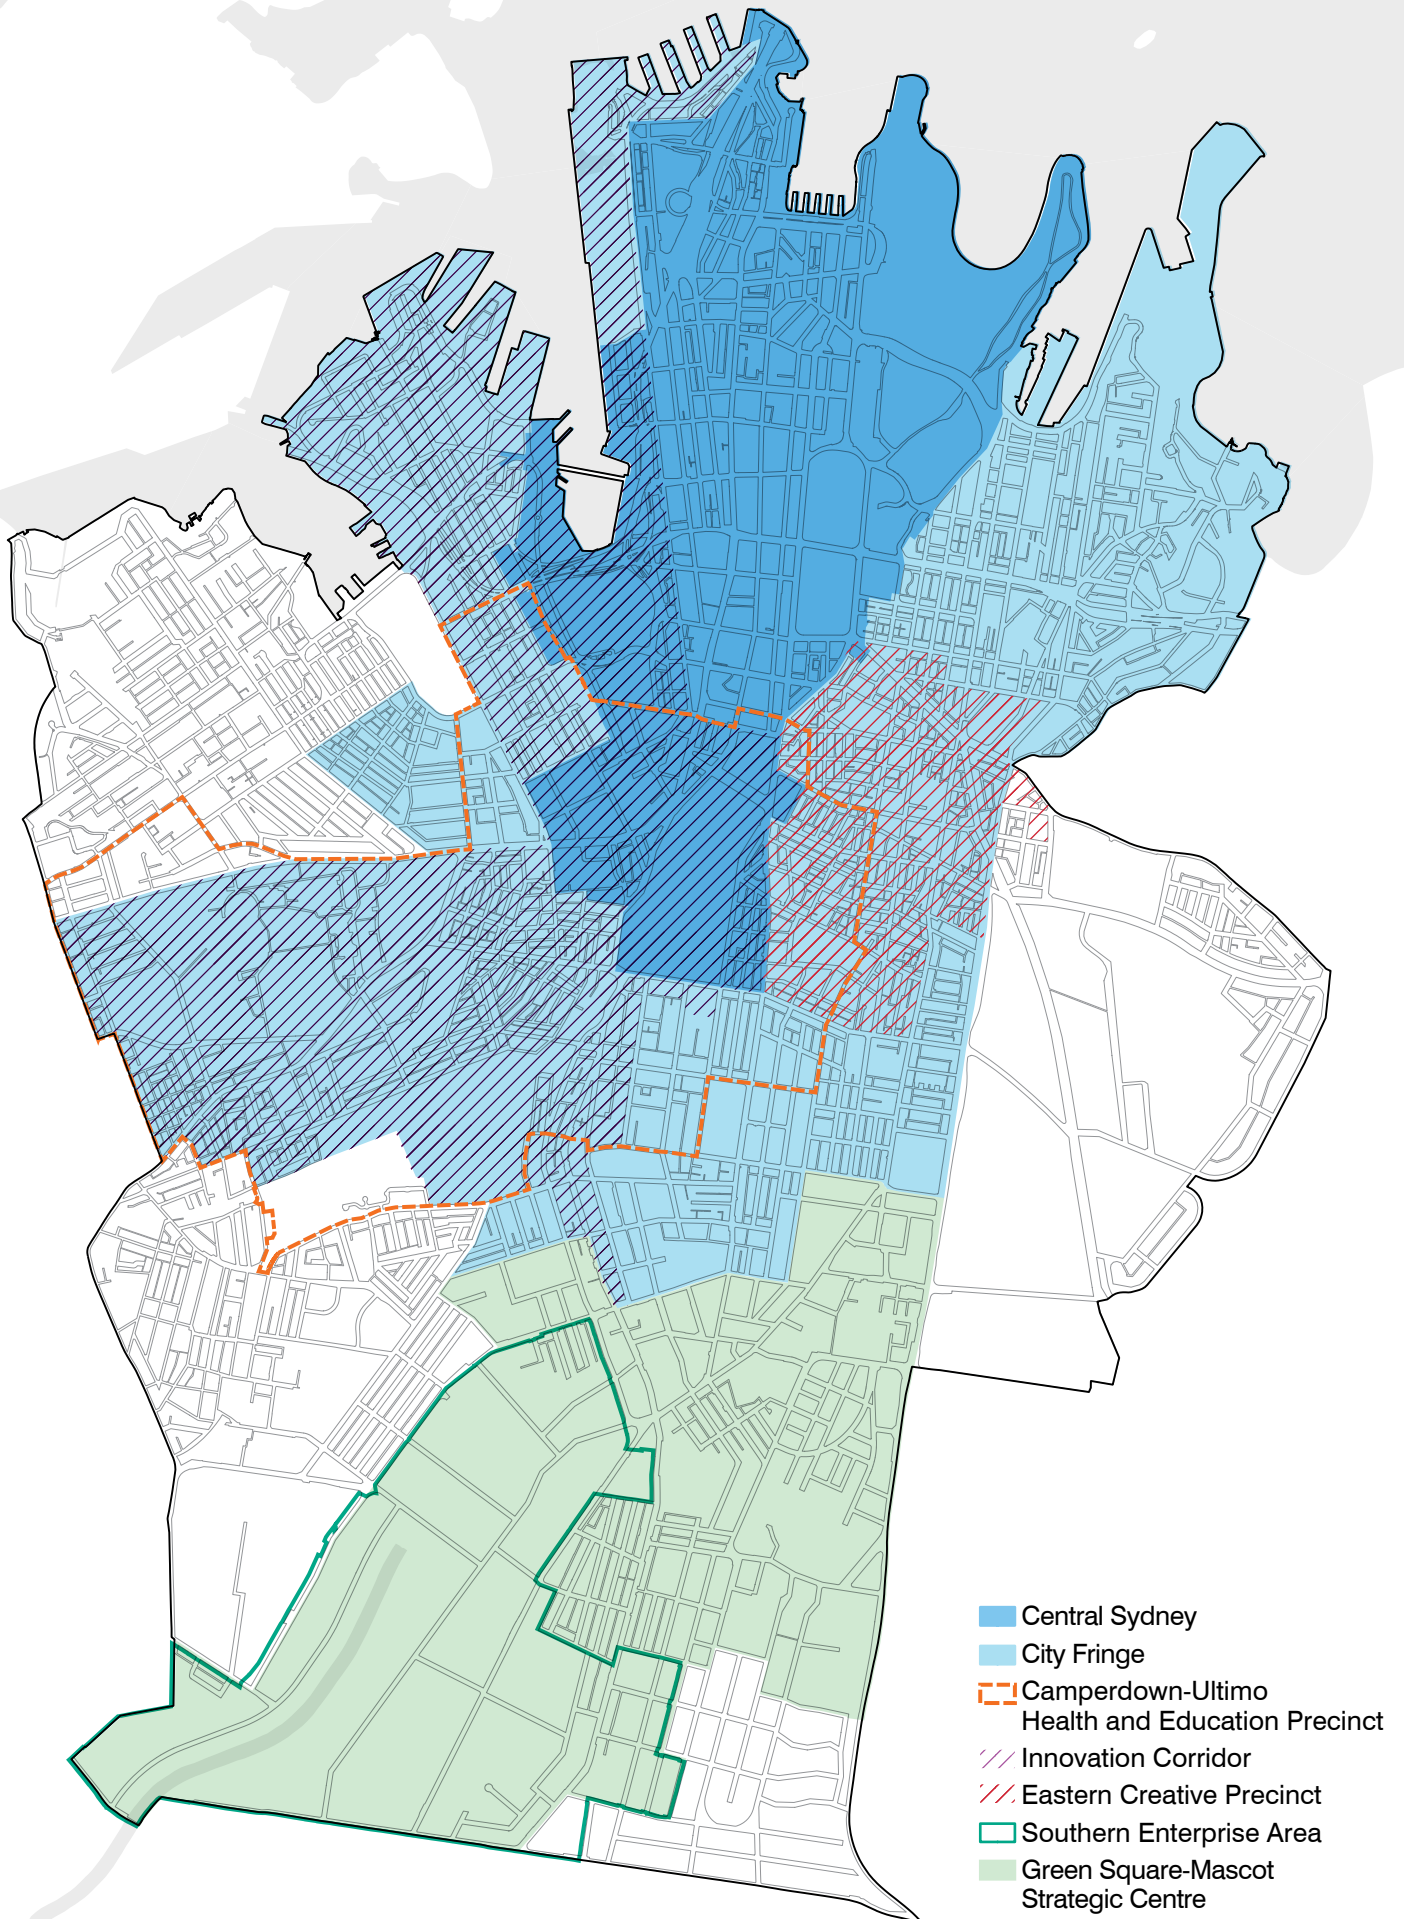 Central Sydney
City Fringe
Camperdown-Ultimo
Health and Education Precinct
Innovation Corridor
Eastern Creative Precinct
Southern Enterprise Area
Green Square-Mascot
Strategic Centre